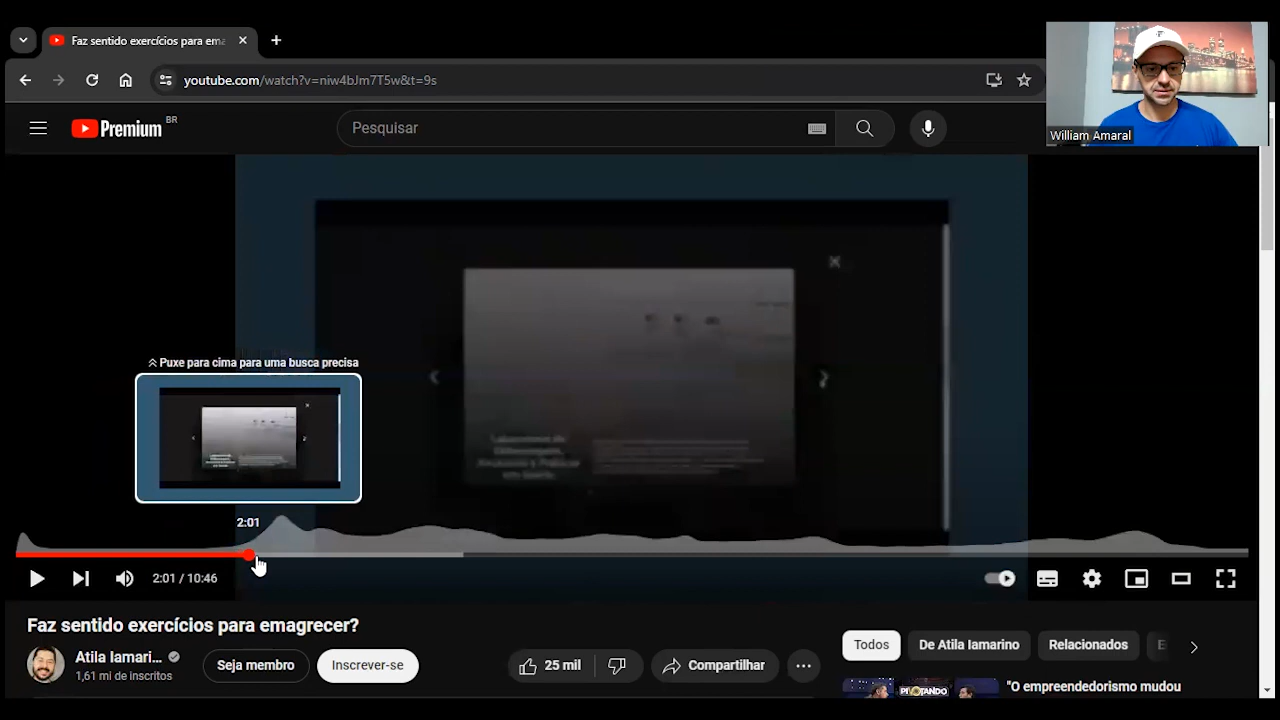 Faz sentido exercícios para ema
youtube.com/watch?v=niw4bJm7T5w&t=9s
William Amaral
Premium BR
Pesquisar
Puxe para cima para uma busca precisa
2:01
2:01 / 10:46
Faz sentido exercícios para emagrecer?
Atila Iamari...
1,61 mi de inscritos
Seja membro
Inscrever-se
25 mil
Compartilhar
Todos
De Atila Iamarino
Relacionados
PILOTANDO
"O empreendedorismo mudou